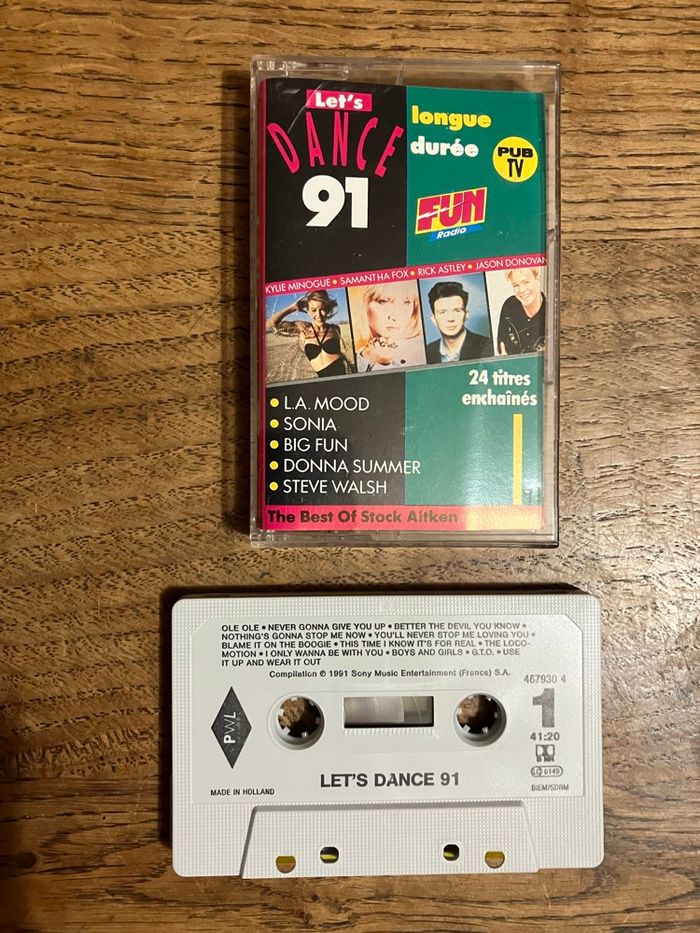 Let's
DANCE
91
longue
durée
PUB
TV
FUN
Radio
KYLIE MINOGUE • SAMANTHA FOX • RICK ASTLEY • JASON DONOVAN
24 titres
enchaînés
• L.A. MOOD
• SONIA
• BIG FUN
• DONNA SUMMER
• STEVE WALSH
The Best Of Stock Aitken
OLE OLE • NEVER GONNA GIVE YOU UP • BETTER THE DEVIL YOU KNOW •
NOTHING'S GONNA STOP ME NOW • YOU'LL NEVER STOP ME LOVING YOU •
BLAME IT ON THE BOOGIE • THIS TIME I KNOW IT'S FOR REAL • THE LOCO-
MOTION • I ONLY WANNA BE WITH YOU • BOYS AND GIRLS • G.T.O. • USE
IT UP AND WEAR IT OUT
Compilation ℗ 1991 Sony Music Entertainment (France) S.A.
467930 4
1
41:20
LC 0149
BIEM/SDRM
PWL
MADE IN HOLLAND
LET'S DANCE 91